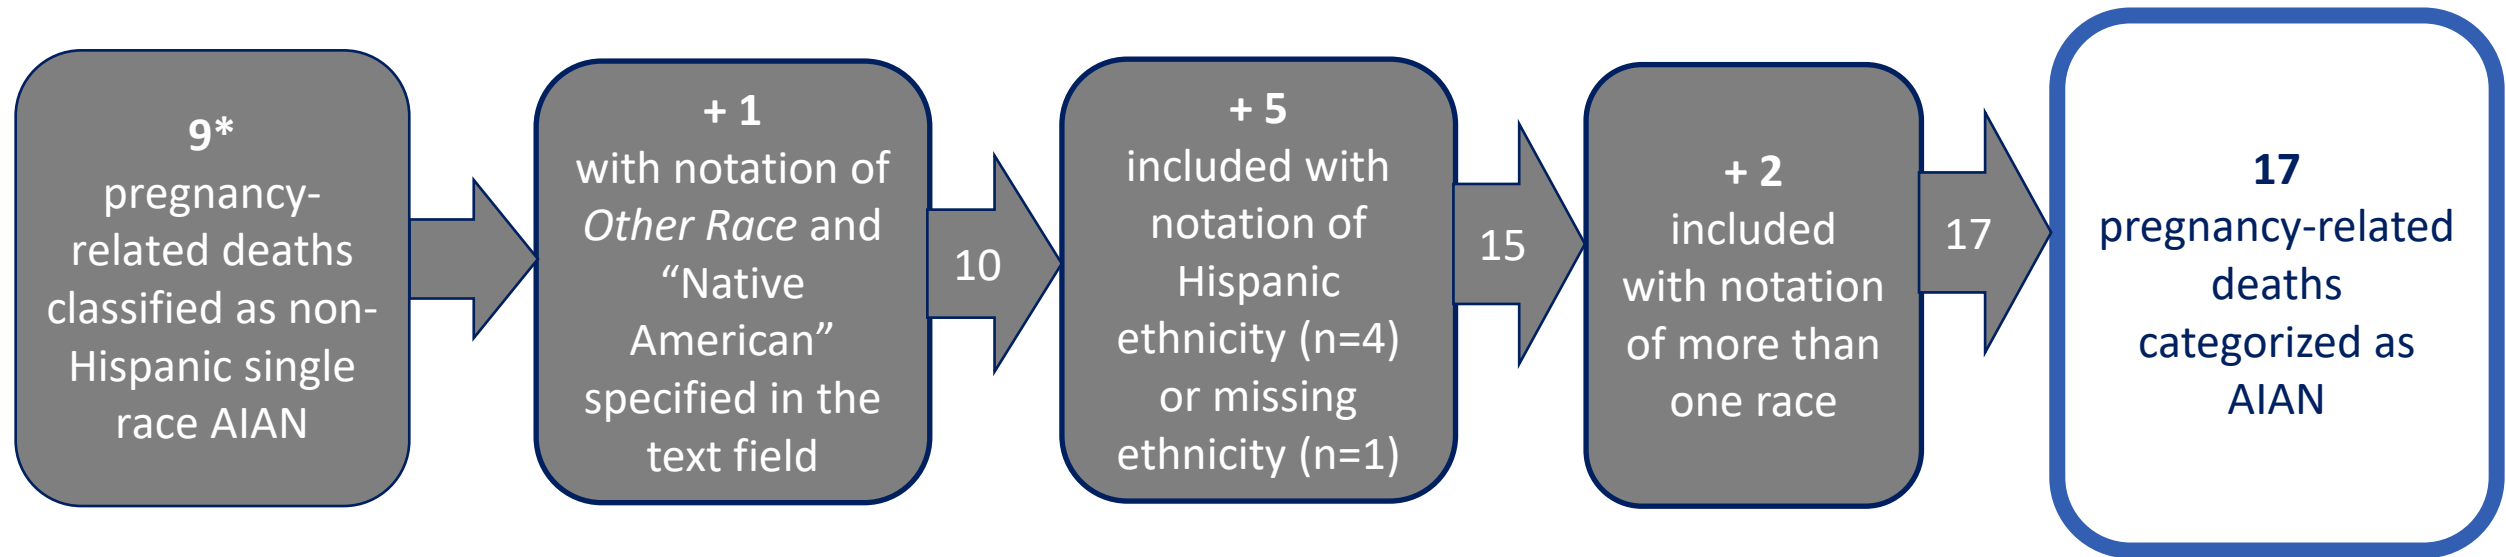 9*
pregnancy-
related deaths
classified as non-
Hispanic single
race AIAN
+ 1
with notation of
Other Race and
“Native
American”
specified in the
text field
10
+ 5
included with
notation of
Hispanic
ethnicity (n=4)
or missing
ethnicity (n=1)
15
+ 2
included
with notation
of more than
one race
17
17
pregnancy-related
deaths
categorized as
AIAN